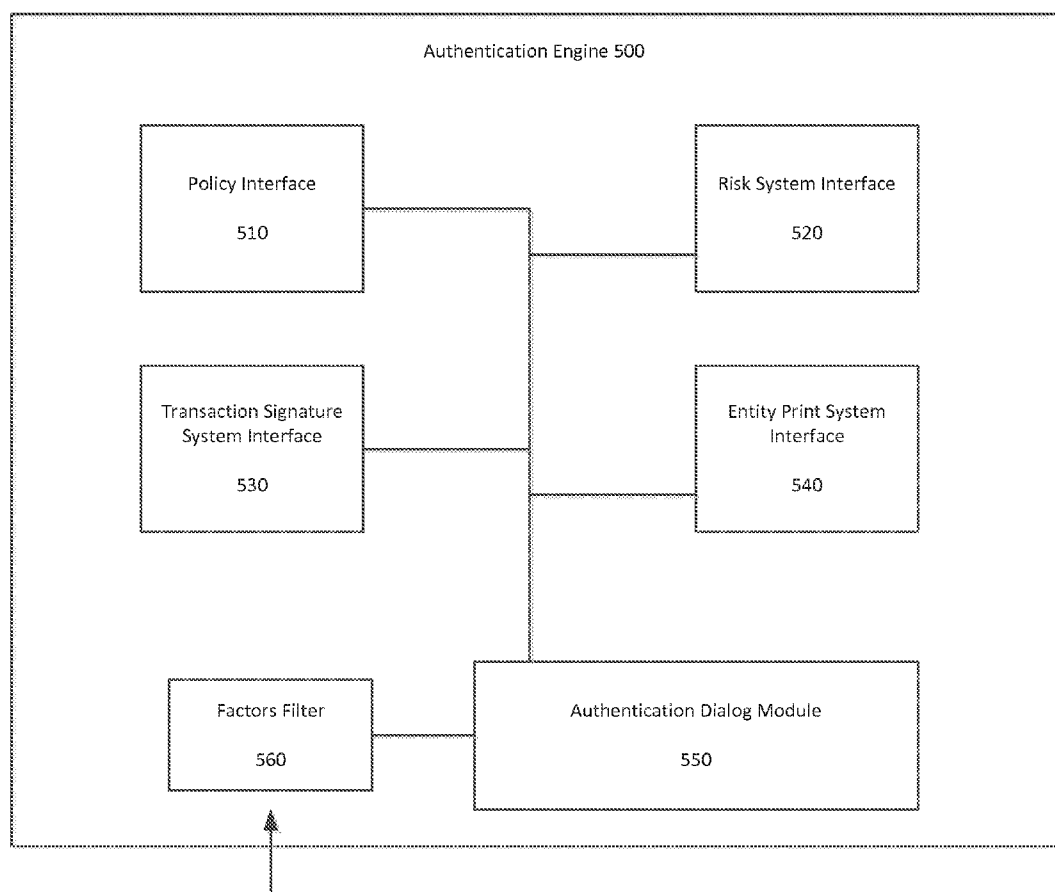 Authentication Engine 500
Policy Interface
510
Risk System Interface
520
Transaction Signature
System Interface
530
Entity Print System
Interface
540
Factors Filter
560
Authentication Dialog Module
550